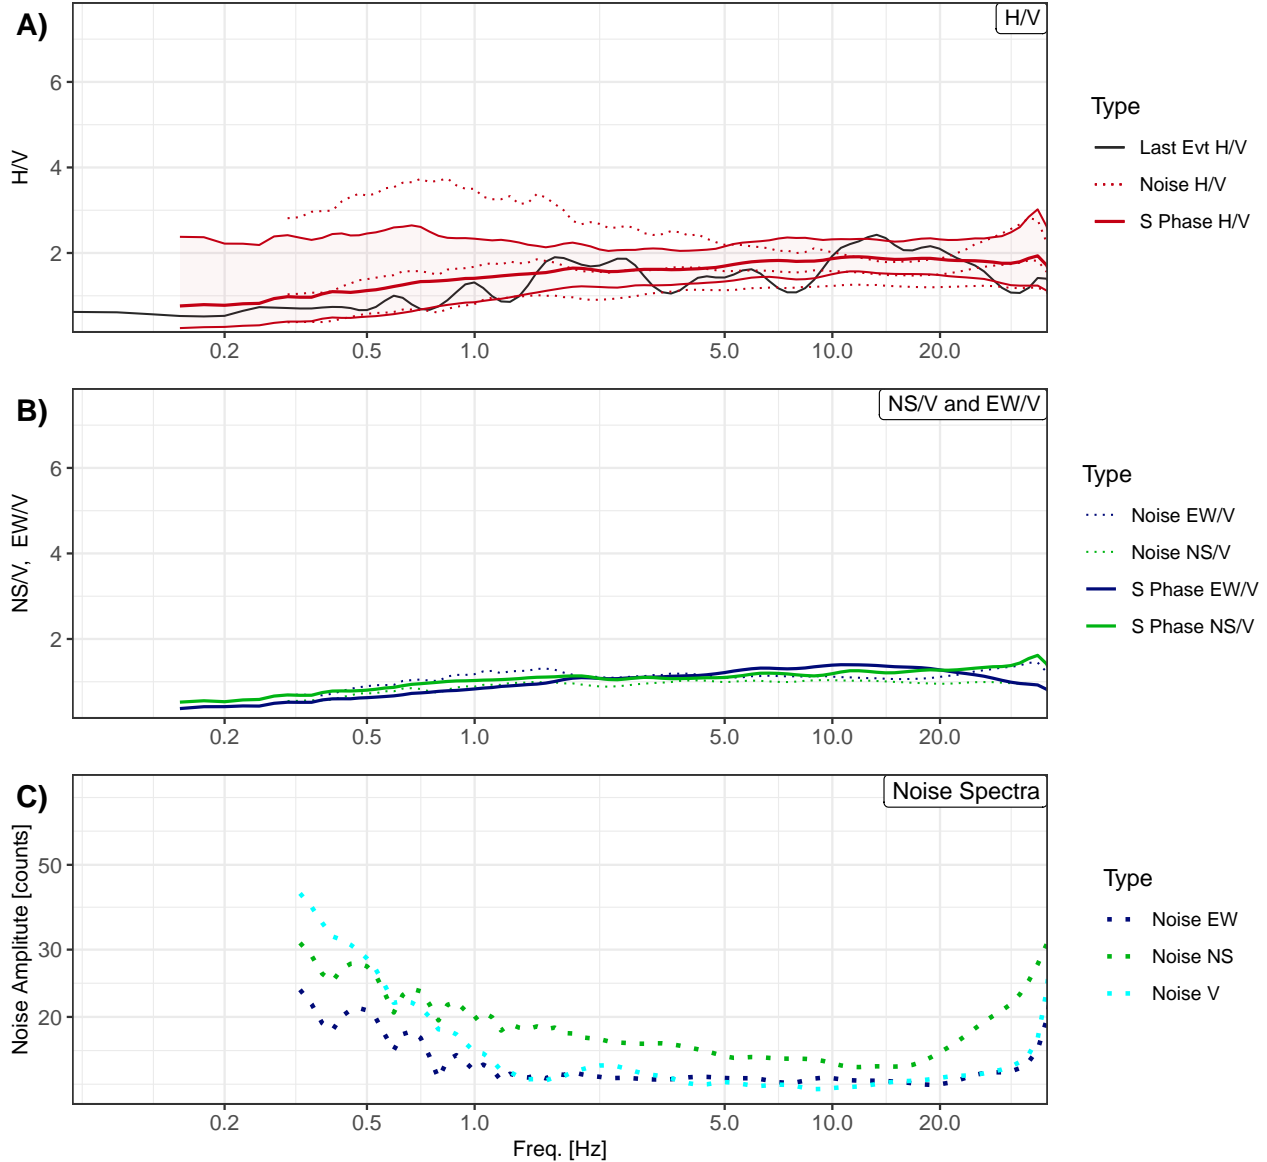 A)
H/V
H/V
6
4
2
0.2 0.5 1.0 5.0 10.0 20.0
Type
Last Evt H/V
Noise H/V
S Phase H/V
B)
NS/V and EW/V
NS/V, EW/V
6
4
2
0.2 0.5 1.0 5.0 10.0 20.0
Type
Noise EW/V
Noise NS/V
S Phase EW/V
S Phase NS/V
C)
Noise Spectra
Noise Amplitute [counts]
50
30
20
0.2 0.5 1.0 5.0 10.0 20.0
Freq. [Hz]
Type
Noise EW
Noise NS
Noise V